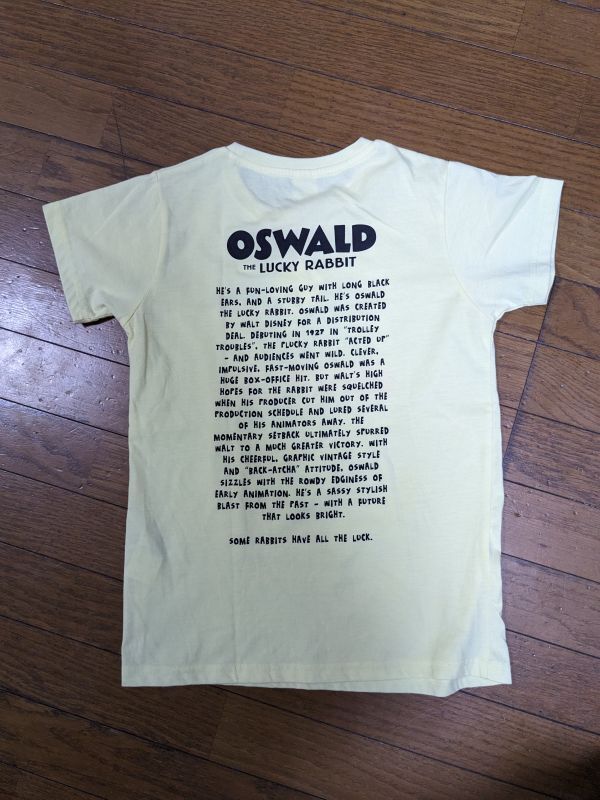 OSWALD
THE LUCKY RABBIT
HE'S A FUN-LOVING GUY WITH LONG BLACK
EARS, AND A STUBBY TAIL. HE'S OSWALD
THE LUCKY RABBIT. OSWALD WAS CREATED
BY WALT DISNEY FOR A DISTRIBUTION
DEAL. DEBUTING IN 1927 IN "TROLLEY
TROUBLES", THE PLUCKY RABBIT "ACTED UP"
- AND AUDIENCES WENT WILD. CLEVER,
IMPULSIVE, FAST-MOVING OSWALD WAS A
HUGE BOX-OFFICE HIT. BUT WALT'S HIGH
HOPES FOR THE RABBIT WERE SQUELCHED
WHEN HIS PRODUCER CUT HIM OUT OF THE
PRODUCTION SCHEDULE AND LURED SEVERAL
OF HIS ANIMATORS AWAY. THE
MOMENTARY SETBACK ULTIMATELY SPURRED
WALT TO A MUCH GREATER VICTORY. WITH
HIS CHEERFUL, GRAPHIC VINTAGE STYLE
AND "BACK-ATCHA" ATTITUDE, OSWALD
SIZZLES WITH THE ROWDY EDGINESS OF
EARLY ANIMATION. HE'S A SASSY STYLISH
BLAST FROM THE PAST - WITH A FUTURE
THAT LOOKS BRIGHT.
SOME RABBITS HAVE ALL THE LUCK.